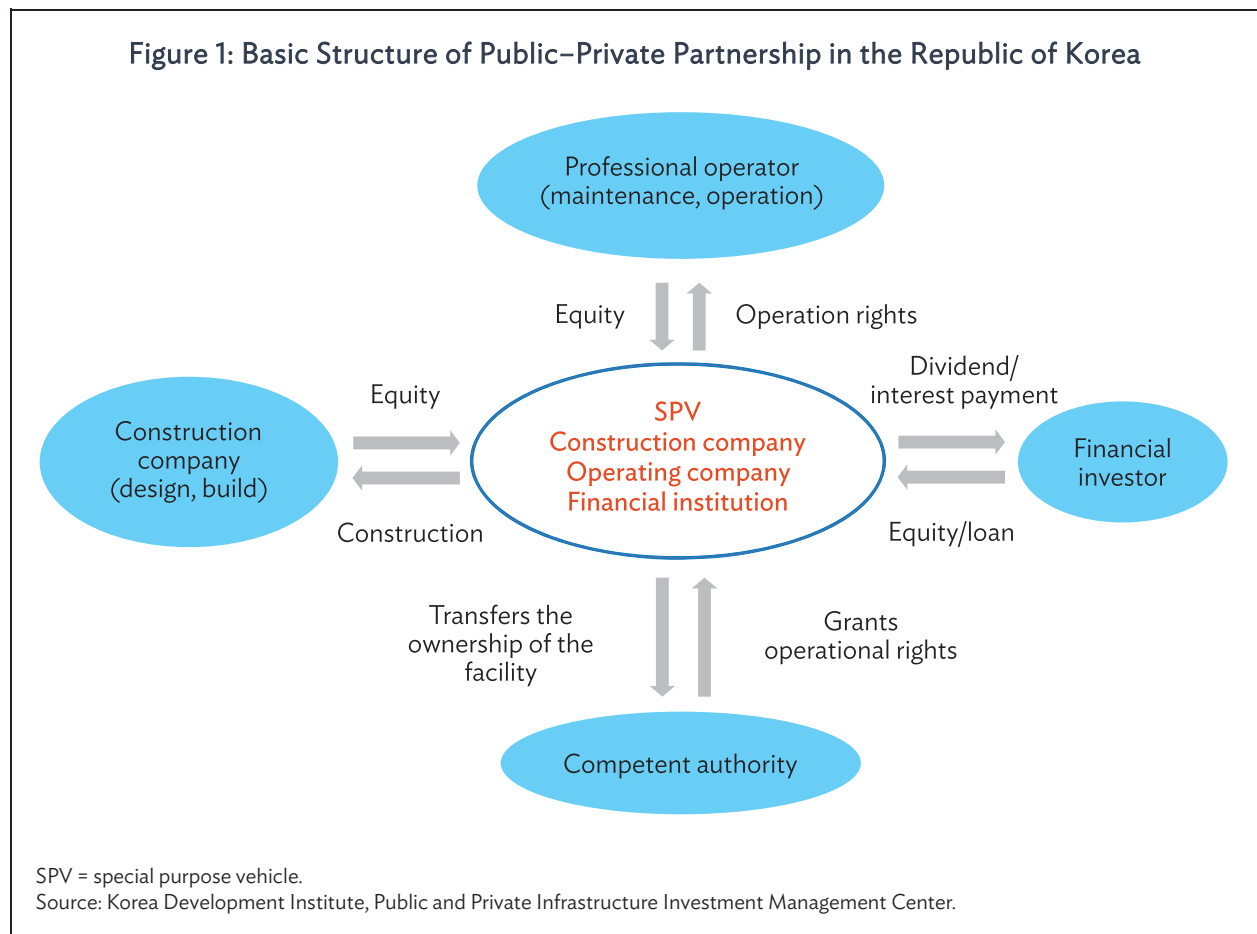 Figure 1: Basic Structure of Public–Private Partnership in the Republic of Korea
Professional operator
(maintenance, operation)
Equity
Operation rights
Dividend/
interest payment
Equity
Construction
company
(design, build)
SPV
Construction company
Operating company
Financial institution
Financial
investor
Construction
Equity/loan
Transfers the
ownership of the
facility
Grants
operational rights
Competent authority
SPV = special purpose vehicle.
Source: Korea Development Institute, Public and Private Infrastructure Investment Management Center.